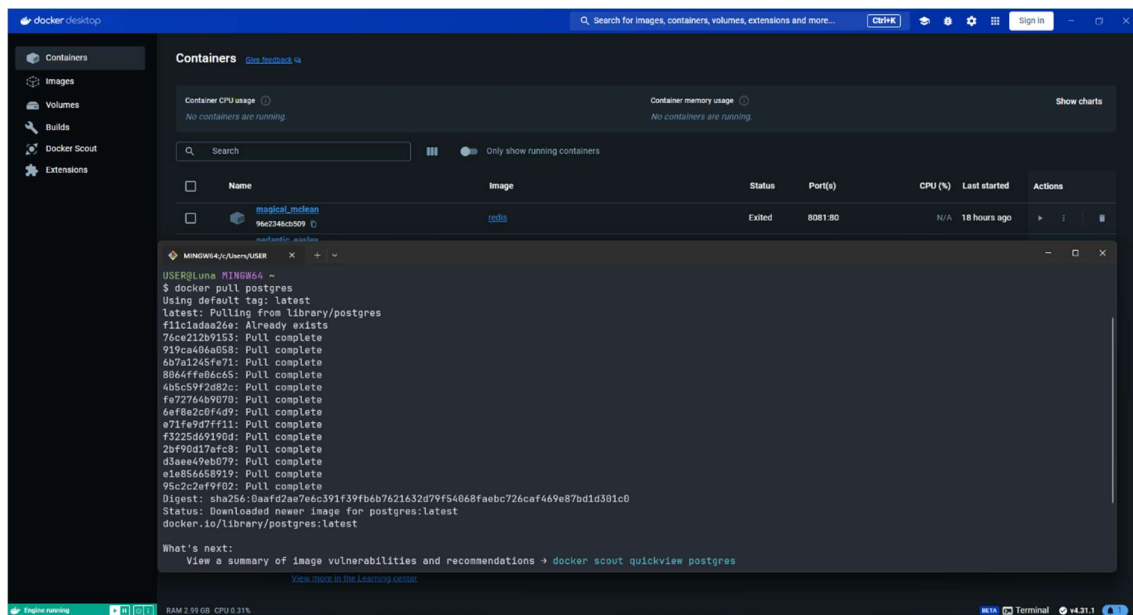 docker desktop
Search for images, containers, volumes, extensions and more...
Ctrl+K
Sign in
Containers
Images
Volumes
Builds
Docker Scout
Extensions
Containers Give feedback
Container CPU usage
No containers are running.
Container memory usage
No containers are running.
Show charts
Search
Only show running containers
Name Image Status Port(s) CPU (%) Last started Actions
magical_mclean
96e2346cb509
redis Exited 8081:80 N/A 18 hours ago
MINGW64:/c/Users/USER
USER@Luna MINGW64 ~
$ docker pull postgres
Using default tag: latest
latest: Pulling from library/postgres
f11c1adaa26e: Already exists
76ce212b9153: Pull complete
919ca406a058: Pull complete
6b7a1245fe71: Pull complete
8064ffe06c65: Pull complete
4b5c59f2d82c: Pull complete
fe72764b9070: Pull complete
6ef8e2c0f4d9: Pull complete
e71fe9d7ff11: Pull complete
f3225d69190d: Pull complete
2bf90d17afc8: Pull complete
d3aee49eb079: Pull complete
e1e856658919: Pull complete
95c2c2ef9f02: Pull complete
Digest: sha256:0aafd2ae7e6c391f39fb6b7621632d79f54068faebc726caf469e87bd1d301c0
Status: Downloaded newer image for postgres:latest
docker.io/library/postgres:latest
What's next:
View a summary of image vulnerabilities and recommendations → docker scout quickview postgres
View more in the Learning center
Engine running
RAM 2.99 GB CPU 0.31%
BETA Terminal v4.31.1
1